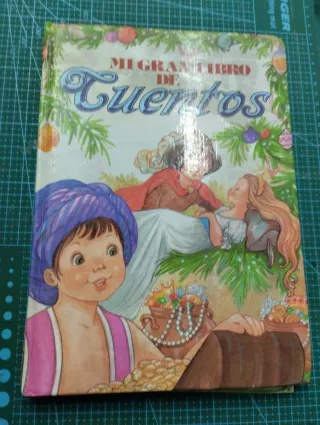 MI GRAN LIBRO
DE
Cuentos